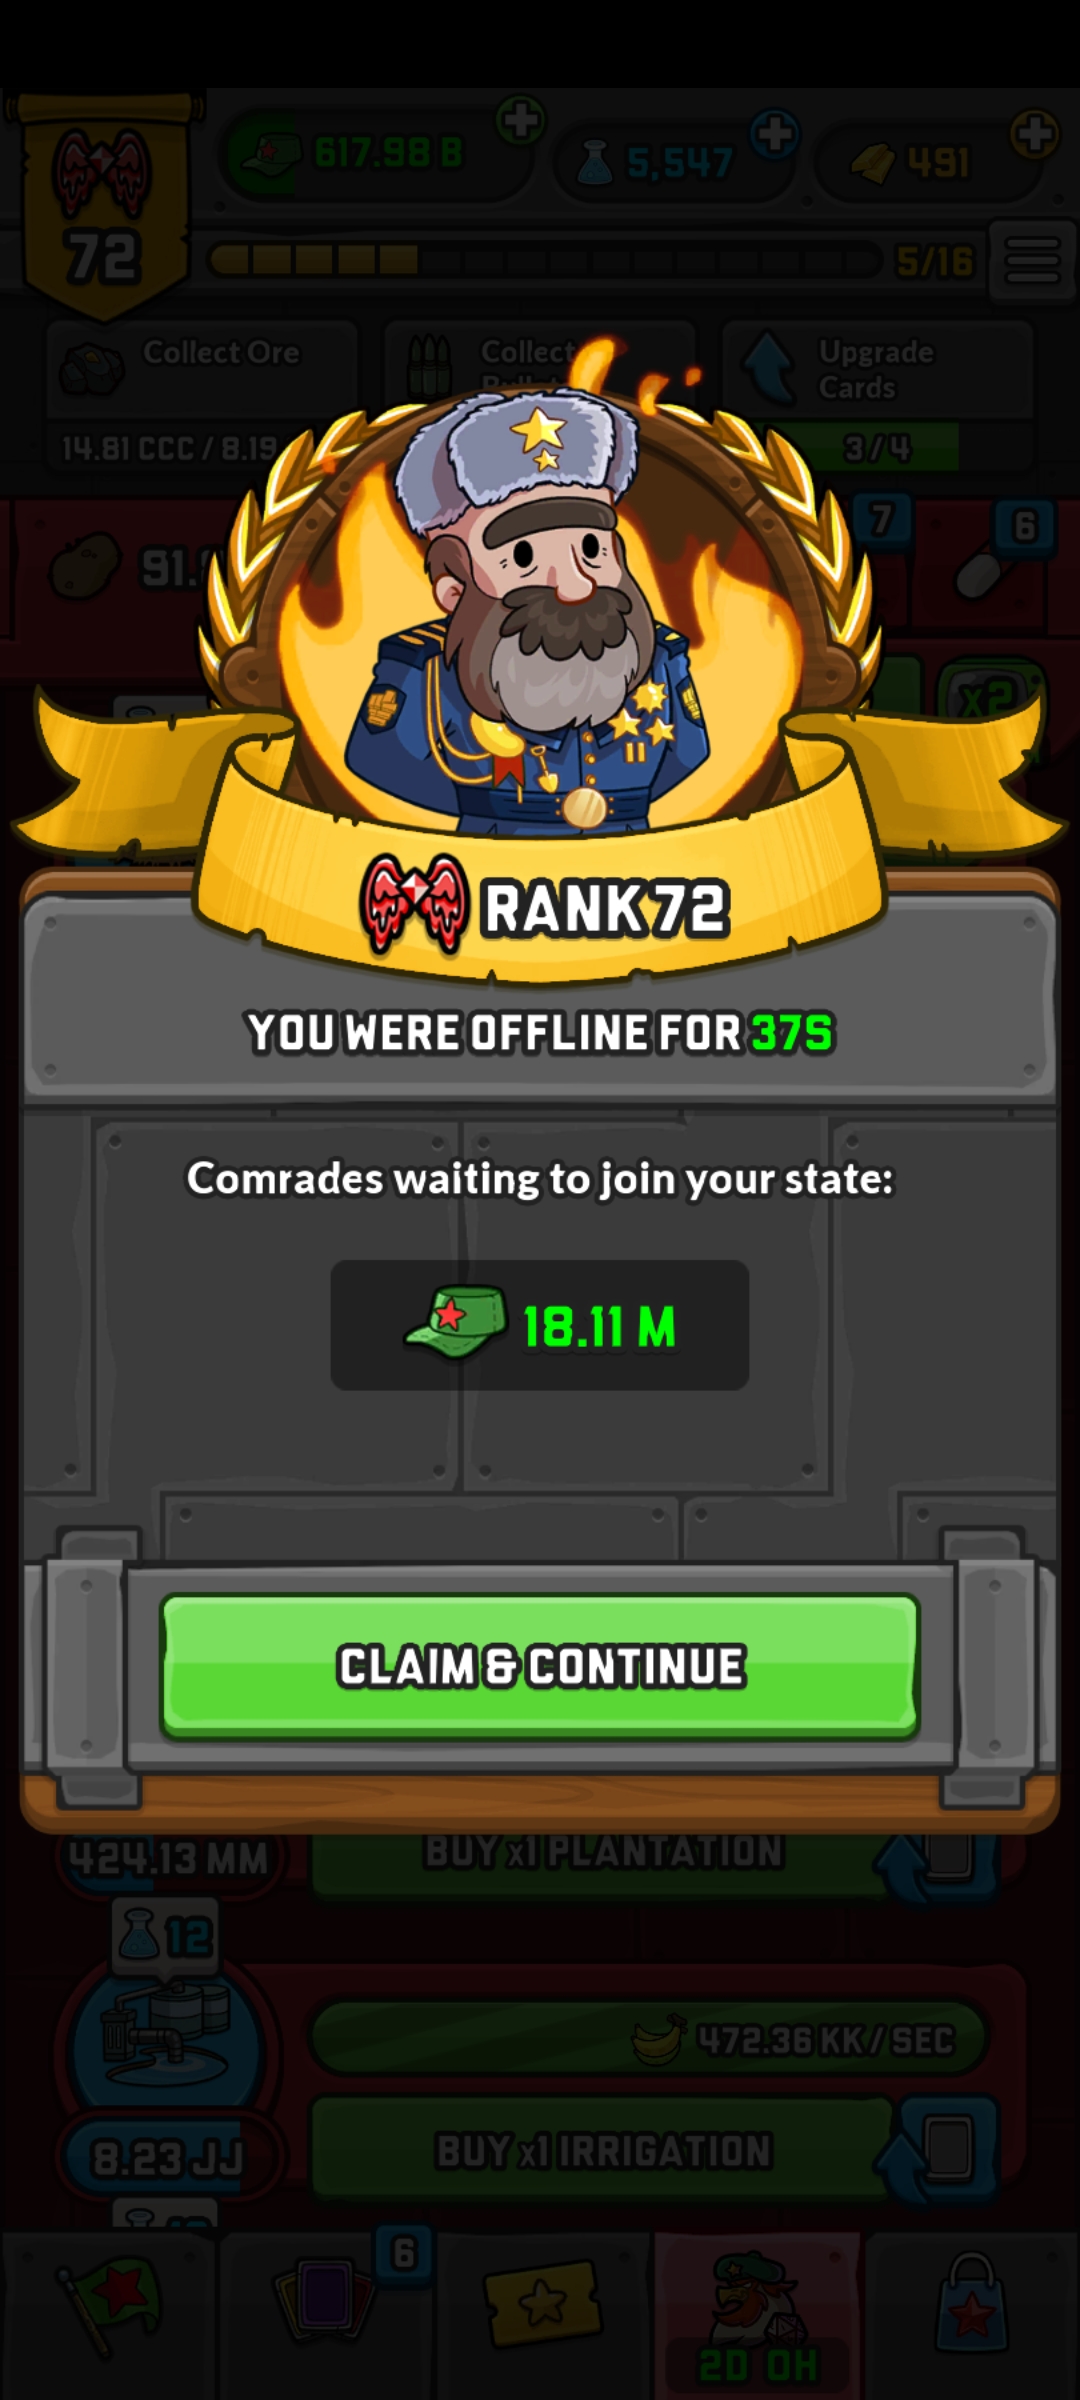 617.98 B
5,547
491
72
5/16
Collect Ore
Collect
Upgrade
Cards
14.81 CCC / 8.19
3/4
91.
7
6
x2
RANK 72
YOU WERE OFFLINE FOR 37S
Comrades waiting to join your state:
18.11 M
CLAIM & CONTINUE
424.13 MM
BUY x1 PLANTATION
12
472.36 KK/SEC
8.23 JJ
BUY x1 IRRIGATION
6
2D 0H